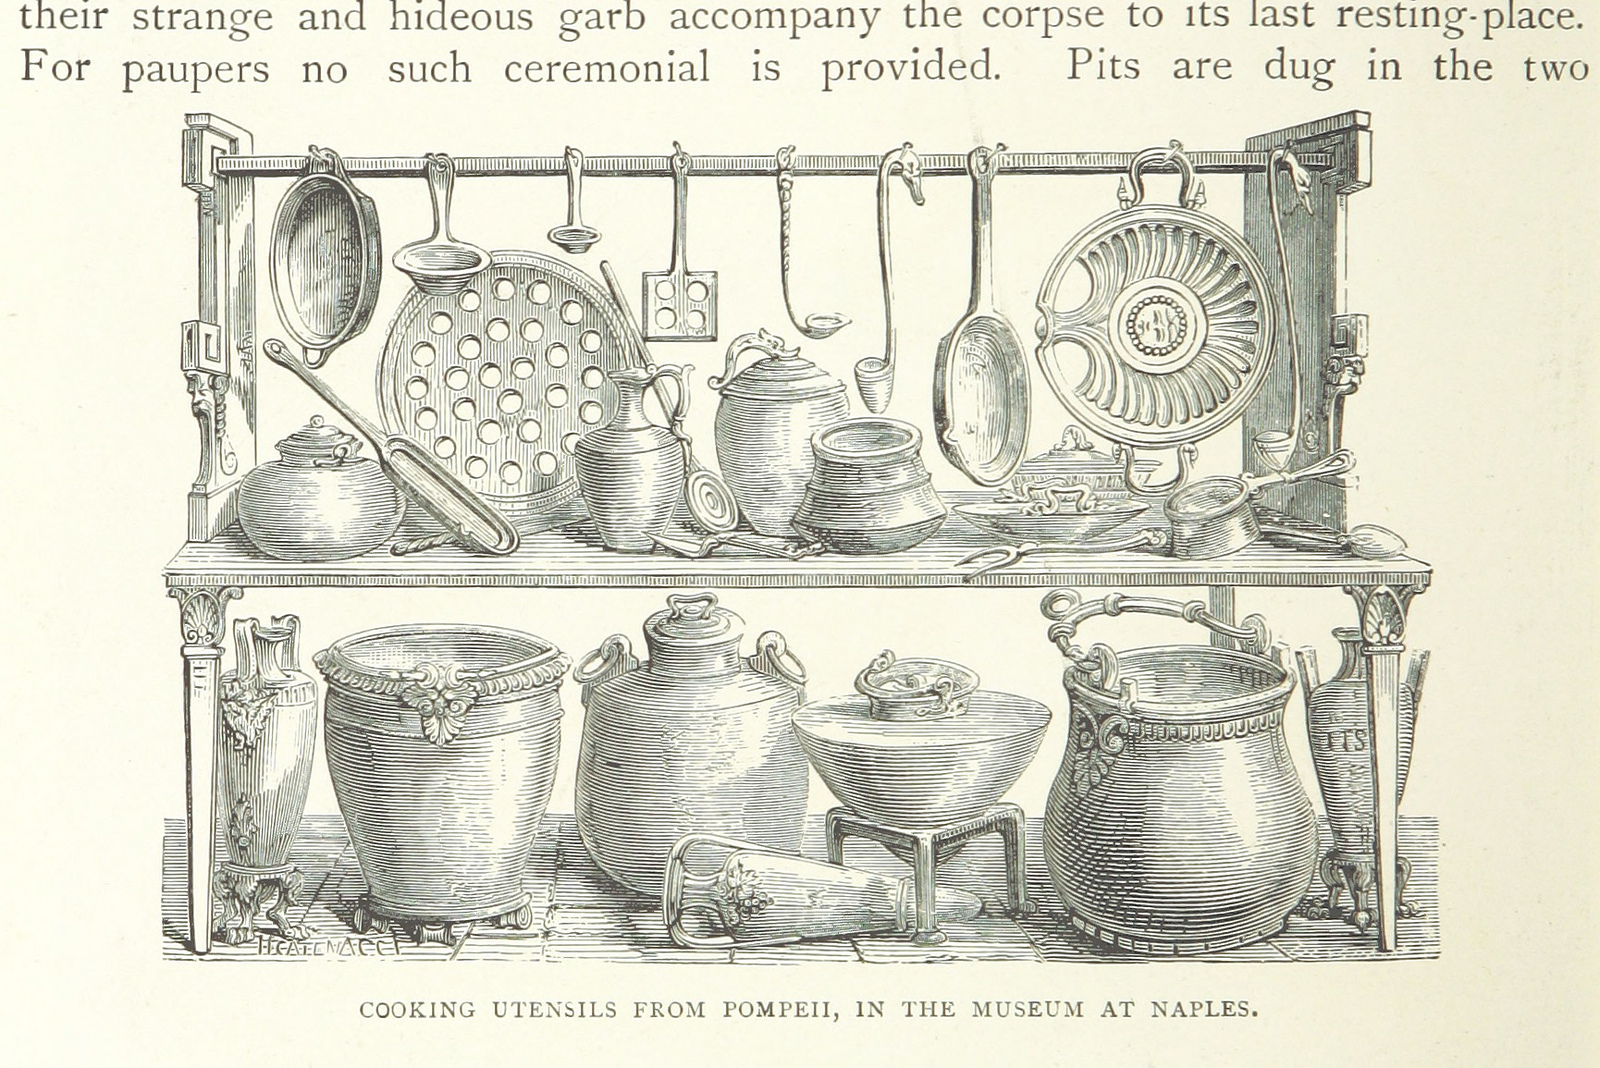 their strange and hideous garb accompany the corpse to its last resting-place.
For paupers no such ceremonial is provided. Pits are dug in the two
H.CATENACCI
COOKING UTENSILS FROM POMPEII, IN THE MUSEUM AT NAPLES.